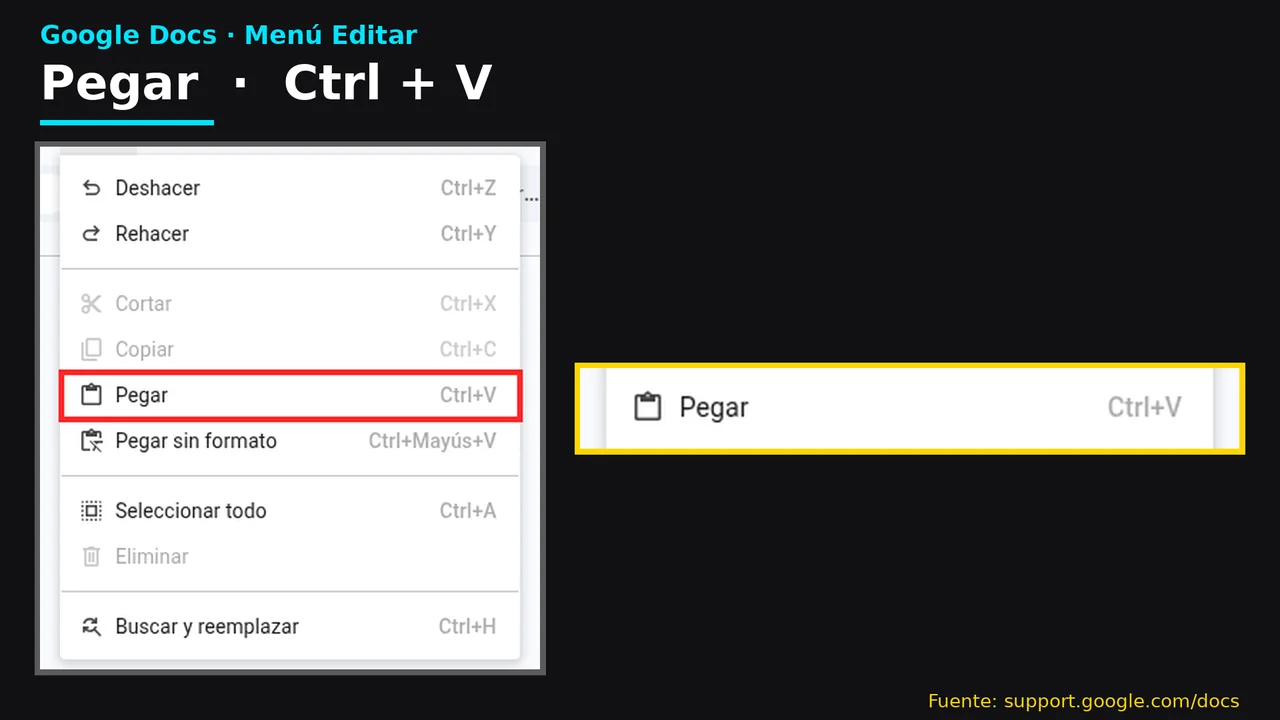 Google Docs · Menú Editar
Pegar · Ctrl + V
r...
Deshacer Ctrl+Z
Rehacer Ctrl+Y
Cortar Ctrl+X
Copiar Ctrl+C
Pegar Ctrl+V
Pegar sin formato Ctrl+Mayús+V
Seleccionar todo Ctrl+A
Eliminar
Buscar y reemplazar Ctrl+H
Pegar Ctrl+V
Fuente: support.google.com/docs